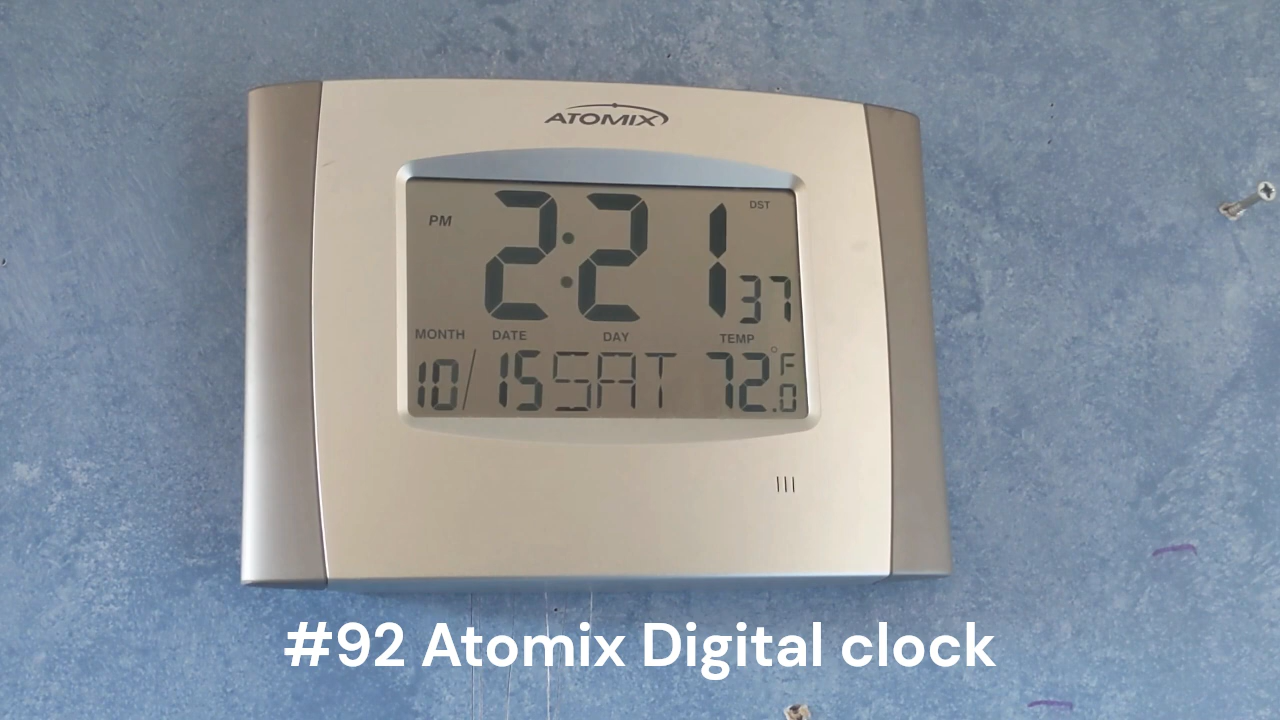 ATOMIX
PM 2:21 37 DST
MONTH DATE DAY TEMP
10/ 15 SAT 72.0 °F
#92 Atomix Digital clock